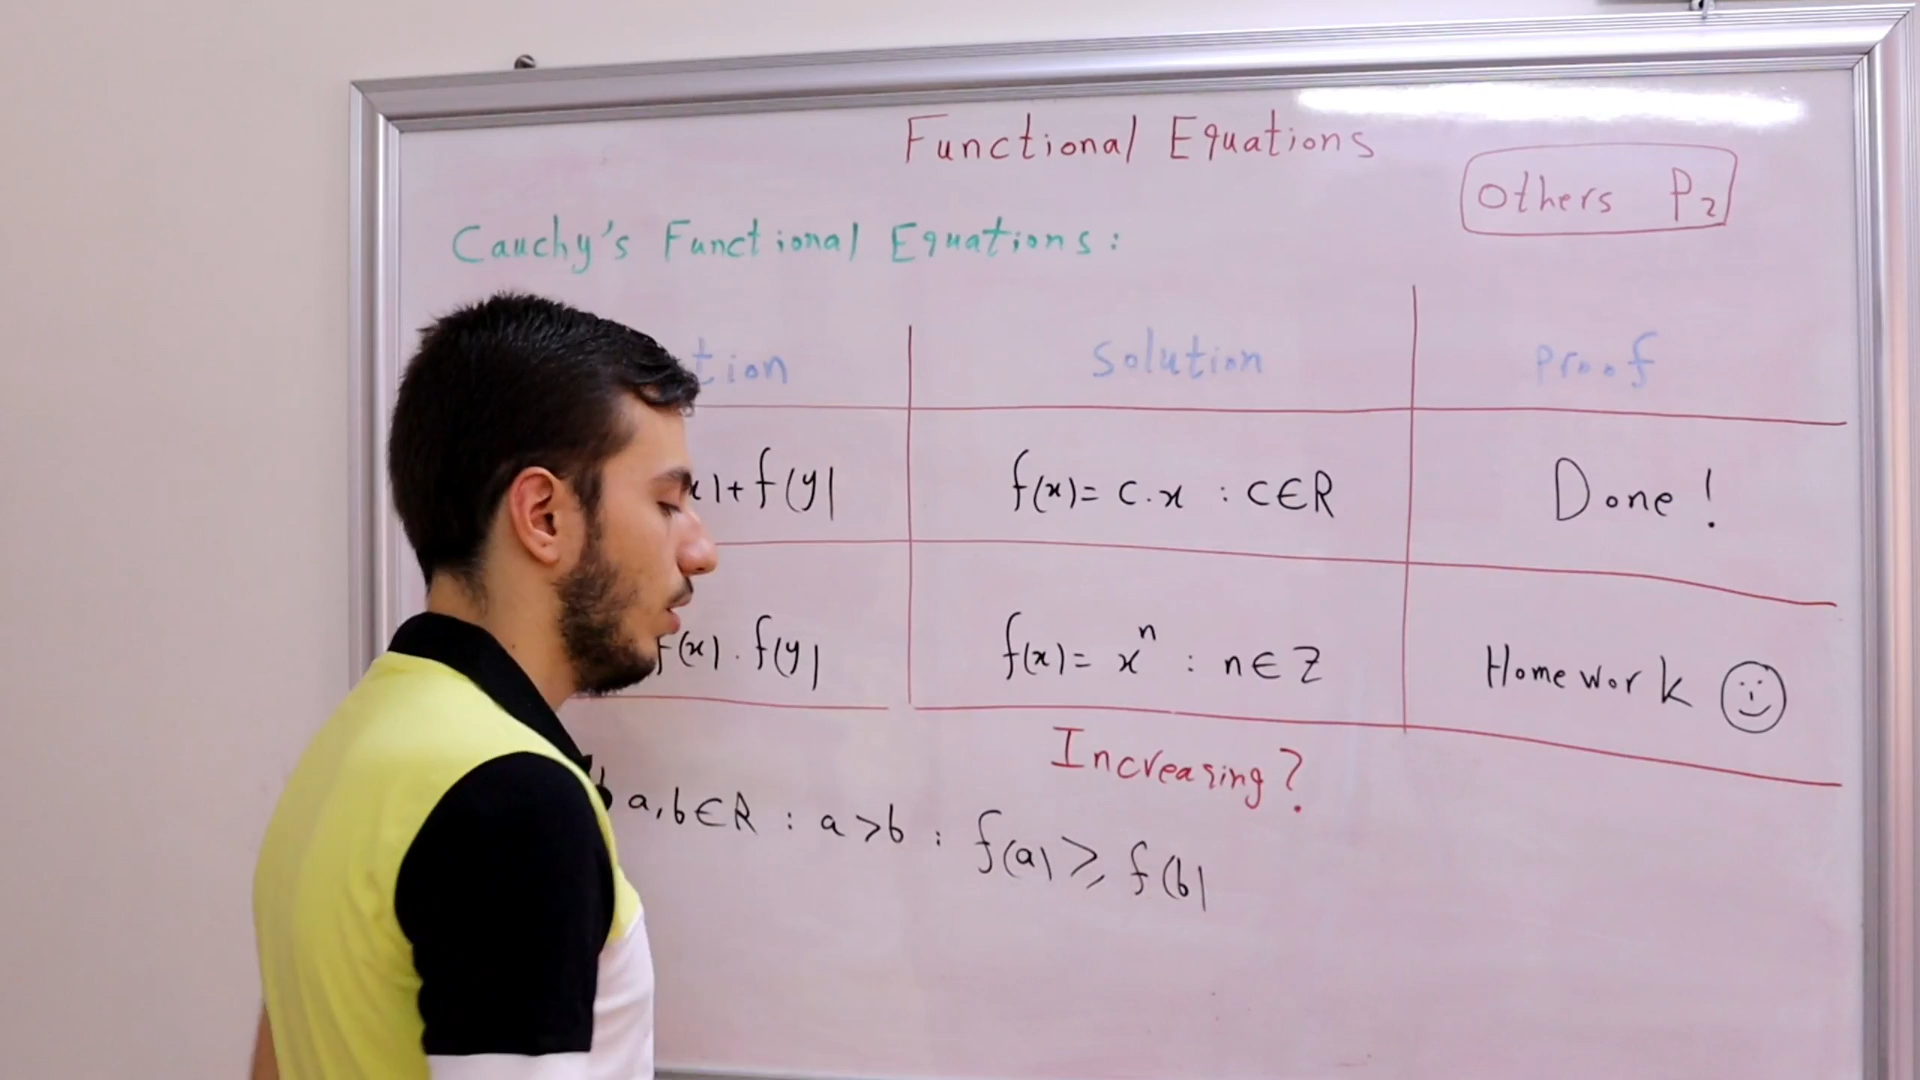 Functional Equations
Others P2
Cauchy's Functional Equations:
tion Solution Proof
x)+f(y) f(x)= c.x : c∈R Done!
f(x).f(y) f(x)= x^n : n∈Z Homework ☺
Increasing?
a,b∈R : a>b : f(a)⩾f(b)